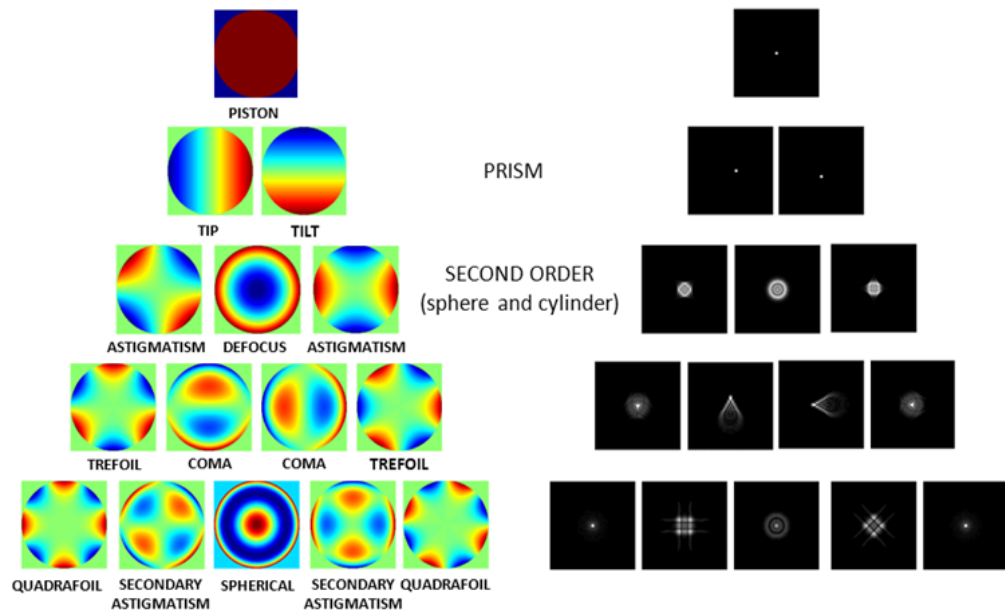 PISTON
PRISM
TIP TILT
SECOND ORDER
(sphere and cylinder)
ASTIGMATISM DEFOCUS ASTIGMATISM
TREFOIL COMA COMA TREFOIL
QUADRAFOIL SECONDARY ASTIGMATISM SPHERICAL SECONDARY ASTIGMATISM QUADRAFOIL